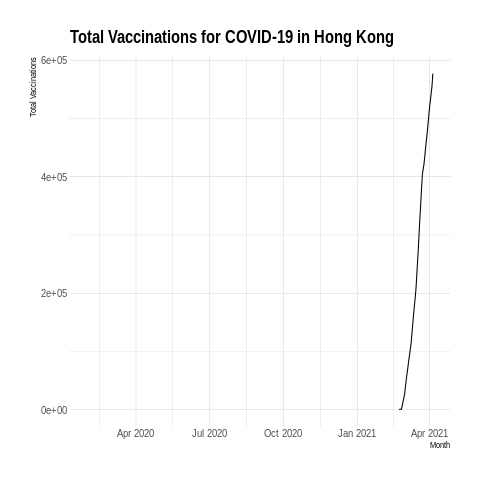 Total Vaccinations for COVID-19 in Hong Kong
Total Vaccinations
6e+05
4e+05
2e+05
0e+00
Apr 2020 Jul 2020 Oct 2020 Jan 2021 Apr 2021
Month